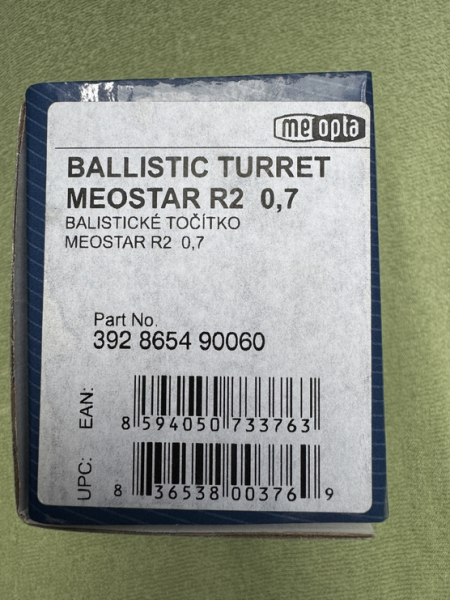 meopta
BALLISTIC TURRET
MEOSTAR R2 0,7
BALISTICKÉ TOČÍTKO
MEOSTAR R2 0,7
Part No.
392 8654 90060
EAN:
8 594050 733763
UPC:
8 36538 00376 9